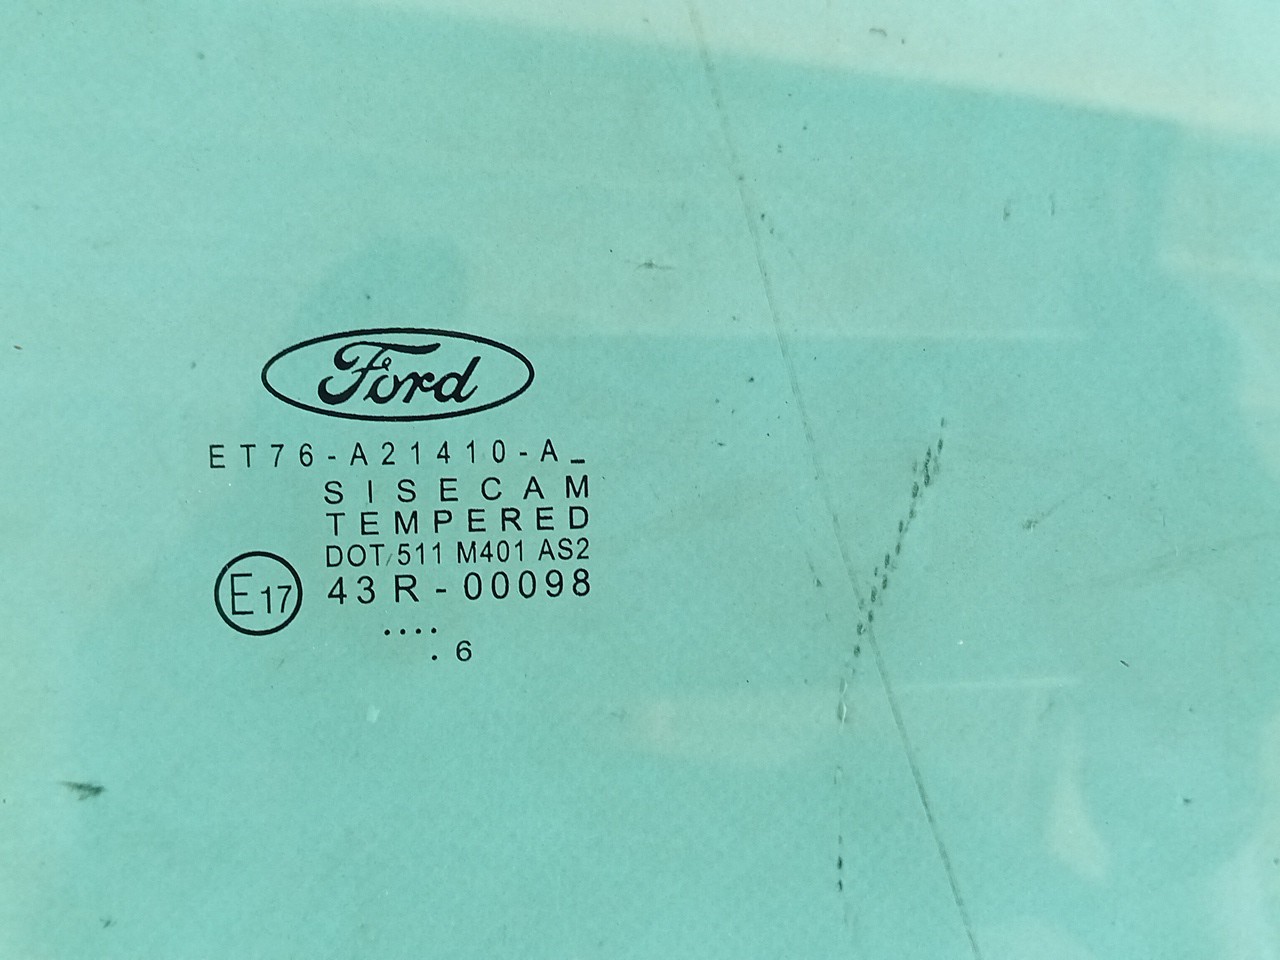 Ford
ET76-A21410-A_
SISECAM
TEMPERED
DOT/511 M401 AS2
E17 43R-00098
....
. 6